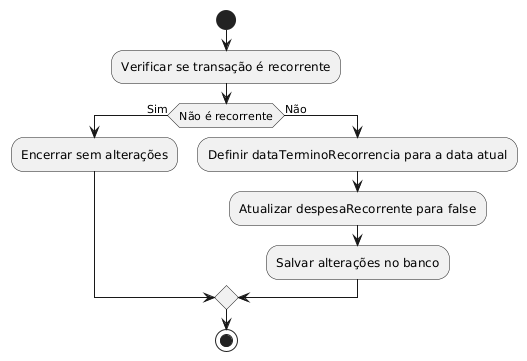 Verificar se transação é recorrente
Sim
Não é recorrente
Não
Encerrar sem alterações
Definir dataTerminoRecorrencia para a data atual
Atualizar despesaRecorrente para false
Salvar alterações no banco